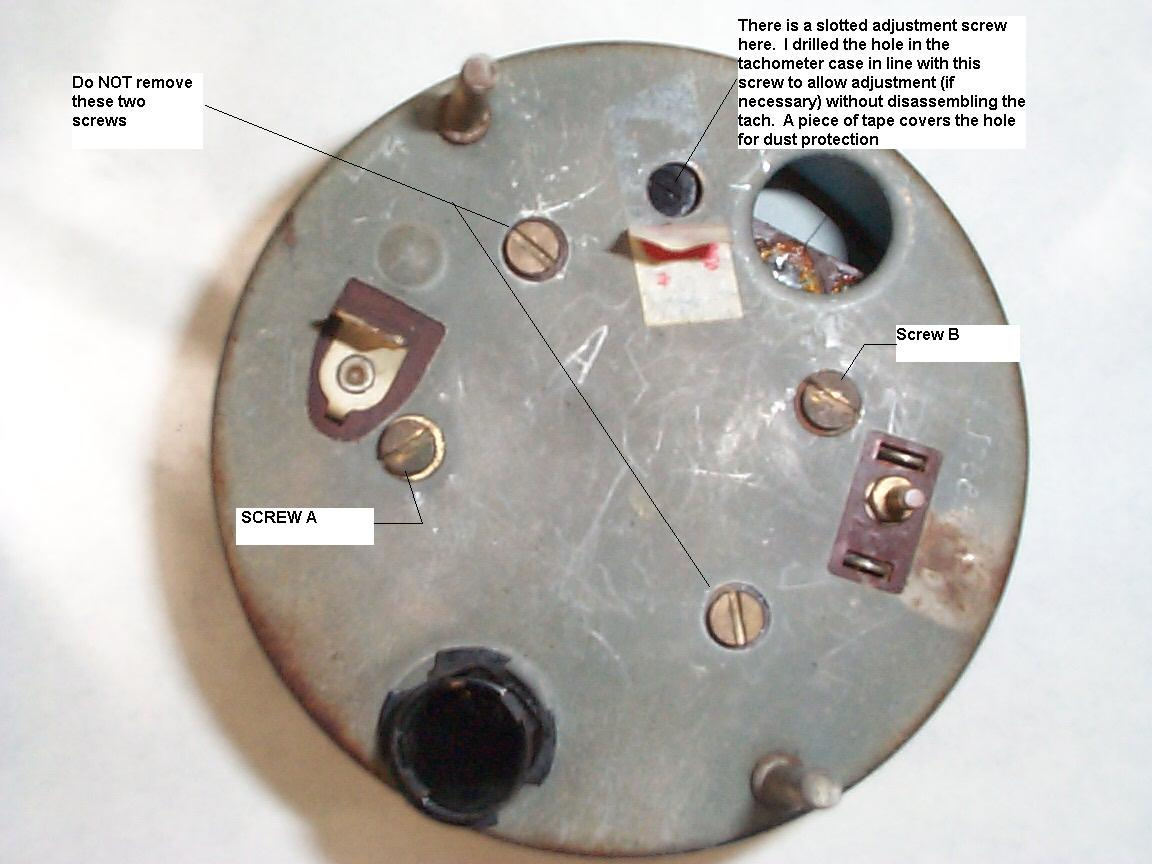 Do NOT remove
these two
screws
There is a slotted adjustment screw
here.  I drilled the hole in the
tachometer case in line with this
screw to allow adjustment (if
necessary) without disassembling the
tach.  A piece of tape covers the hole
for dust protection
A
Screw B
SCREW A